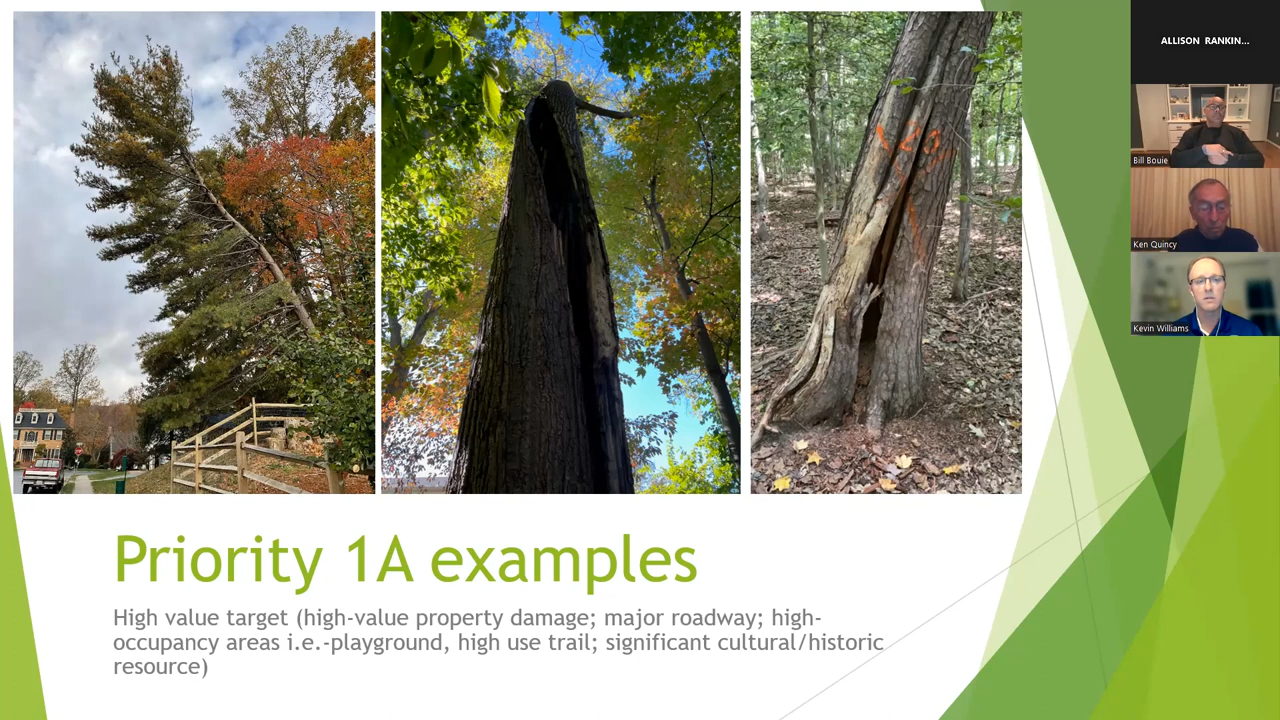 ALLISON RANKIN...
Bill Bouie
Ken Quincy
Kevin Williams
Priority 1A examples
High value target (high-value property damage; major roadway; high-
occupancy areas i.e.-playground, high use trail; significant cultural/historic
resource)